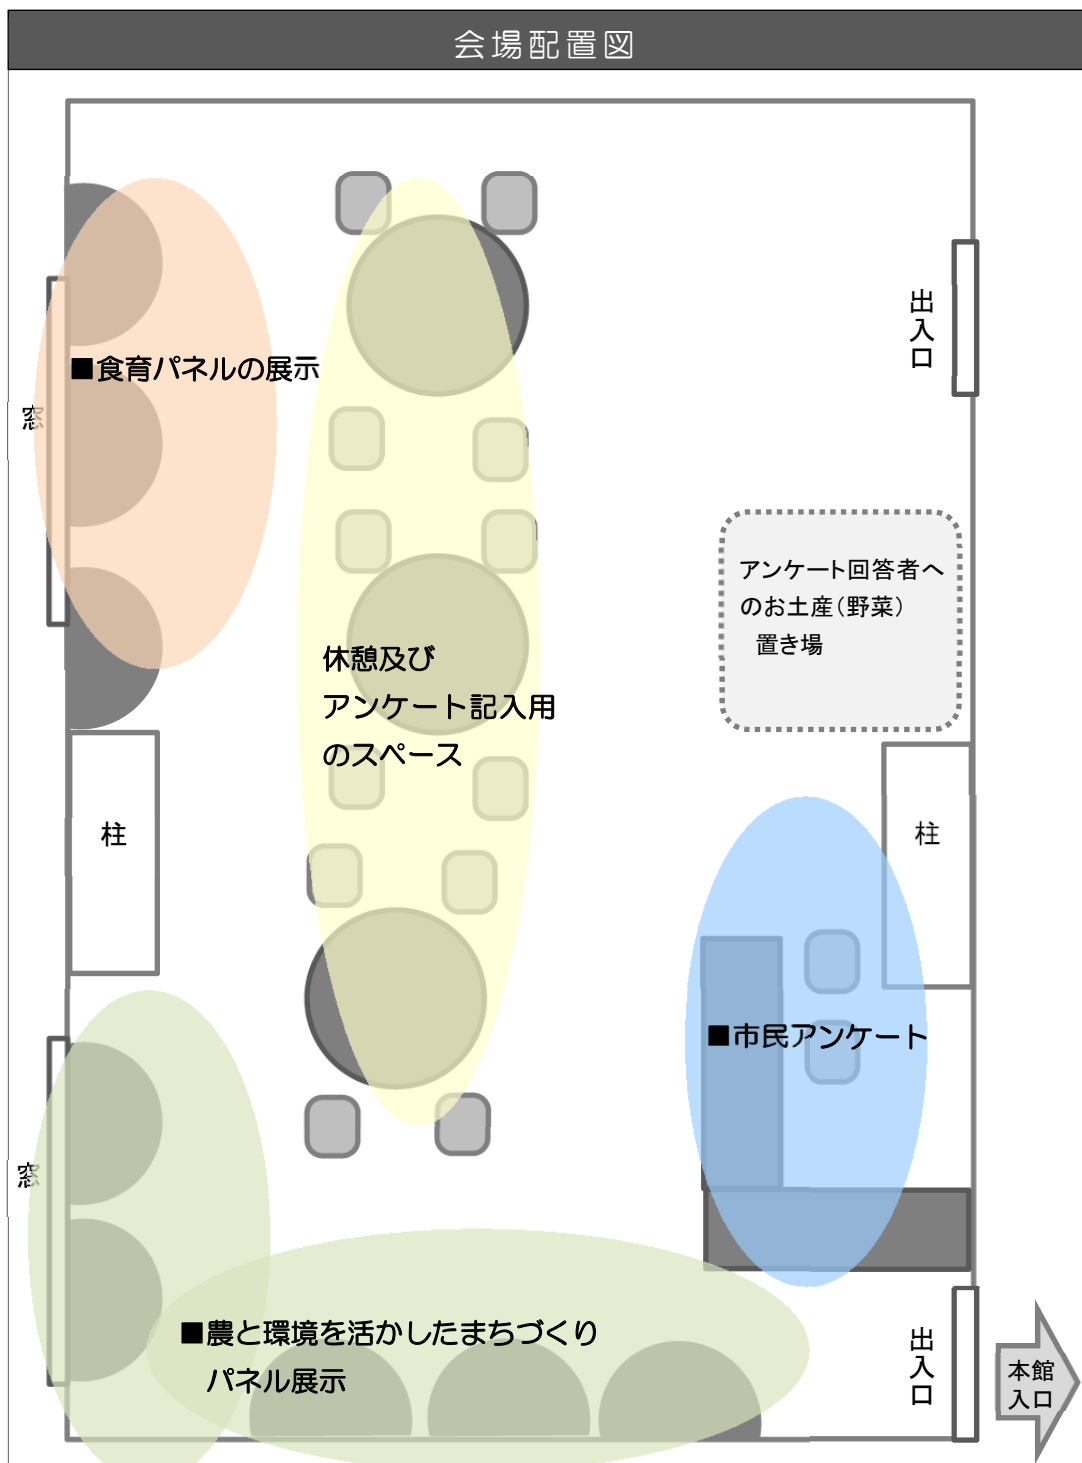 会場配置図
出入口
■食育パネルの展示
窓
アンケート回答者へ
のお土産（野菜）
置き場
休憩及び
アンケート記入用
のスペース
柱
柱
■市民アンケート
窓
■農と環境を活かしたまちづくり
パネル展示
出入口
本館
入口